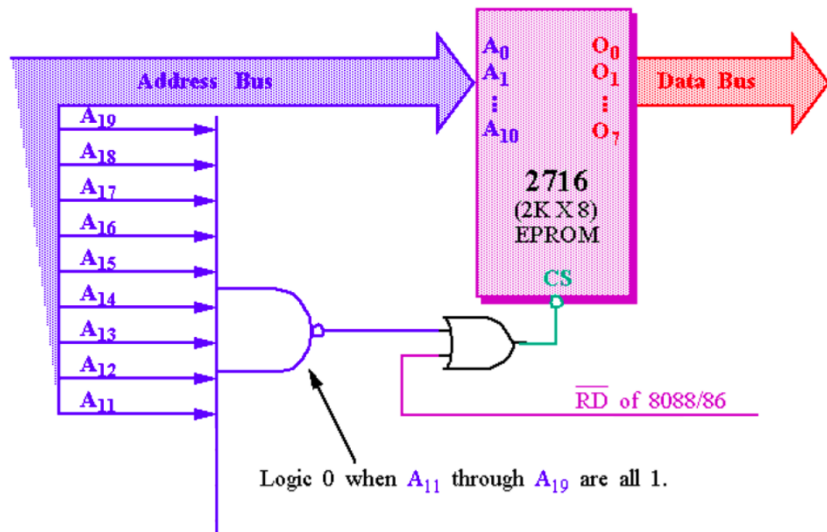 Address Bus
A₀ O₀
A₁ O₁
⋮ ⋮
A₁₀ O₇
Data Bus
2716
(2K X 8)
EPROM
CS
A₁₉
A₁₈
A₁₇
A₁₆
A₁₅
A₁₄
A₁₃
A₁₂
A₁₁
R̅D̅ of 8088/86
Logic 0 when A₁₁ through A₁₉ are all 1.